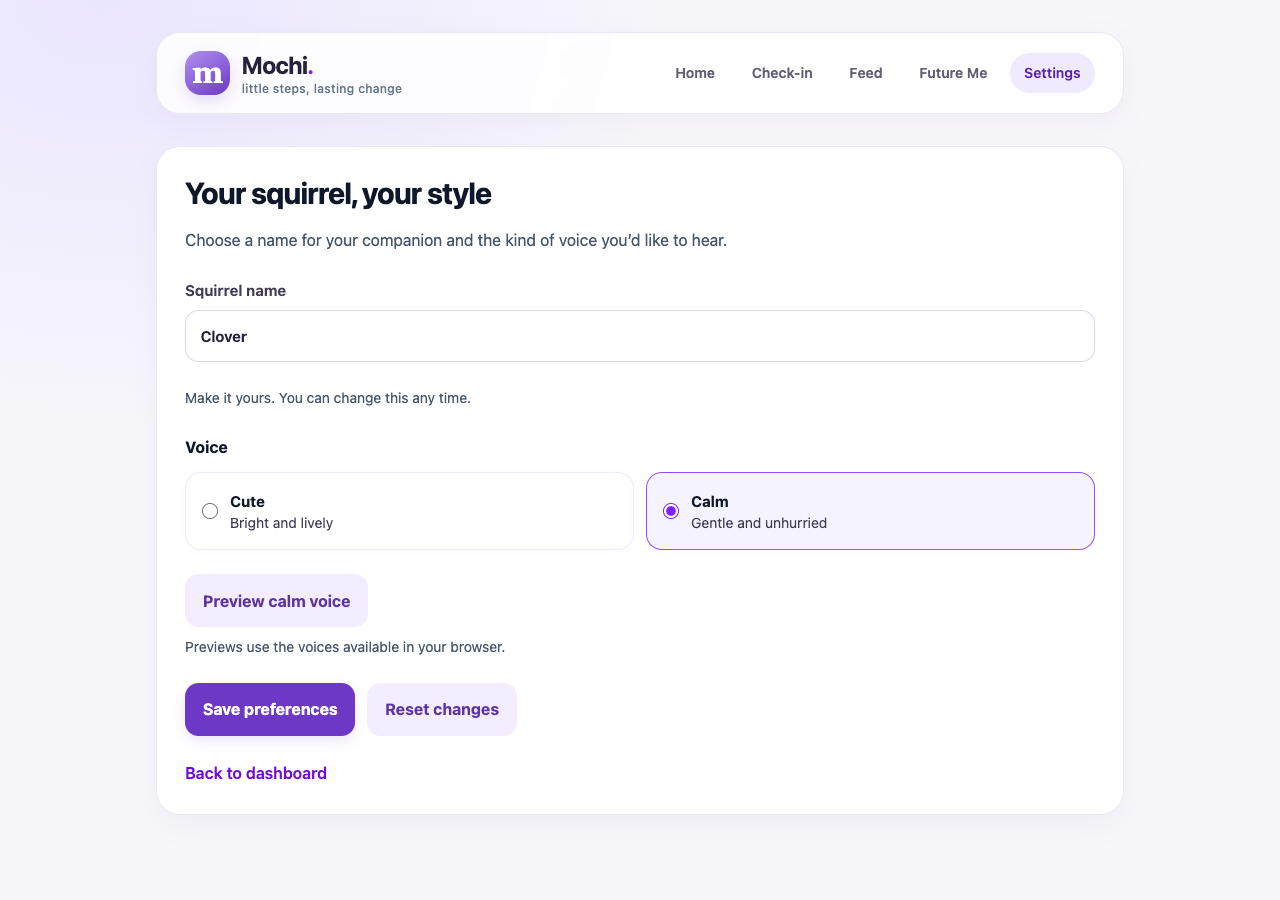 m
Mochi.
little steps, lasting change
Home
Check-in
Feed
Future Me
Settings
Your squirrel, your style
Choose a name for your companion and the kind of voice you’d like to hear.
Squirrel name
Clover
Make it yours. You can change this any time.
Voice
Cute
Bright and lively
Calm
Gentle and unhurried
Preview calm voice
Previews use the voices available in your browser.
Save preferences
Reset changes
Back to dashboard